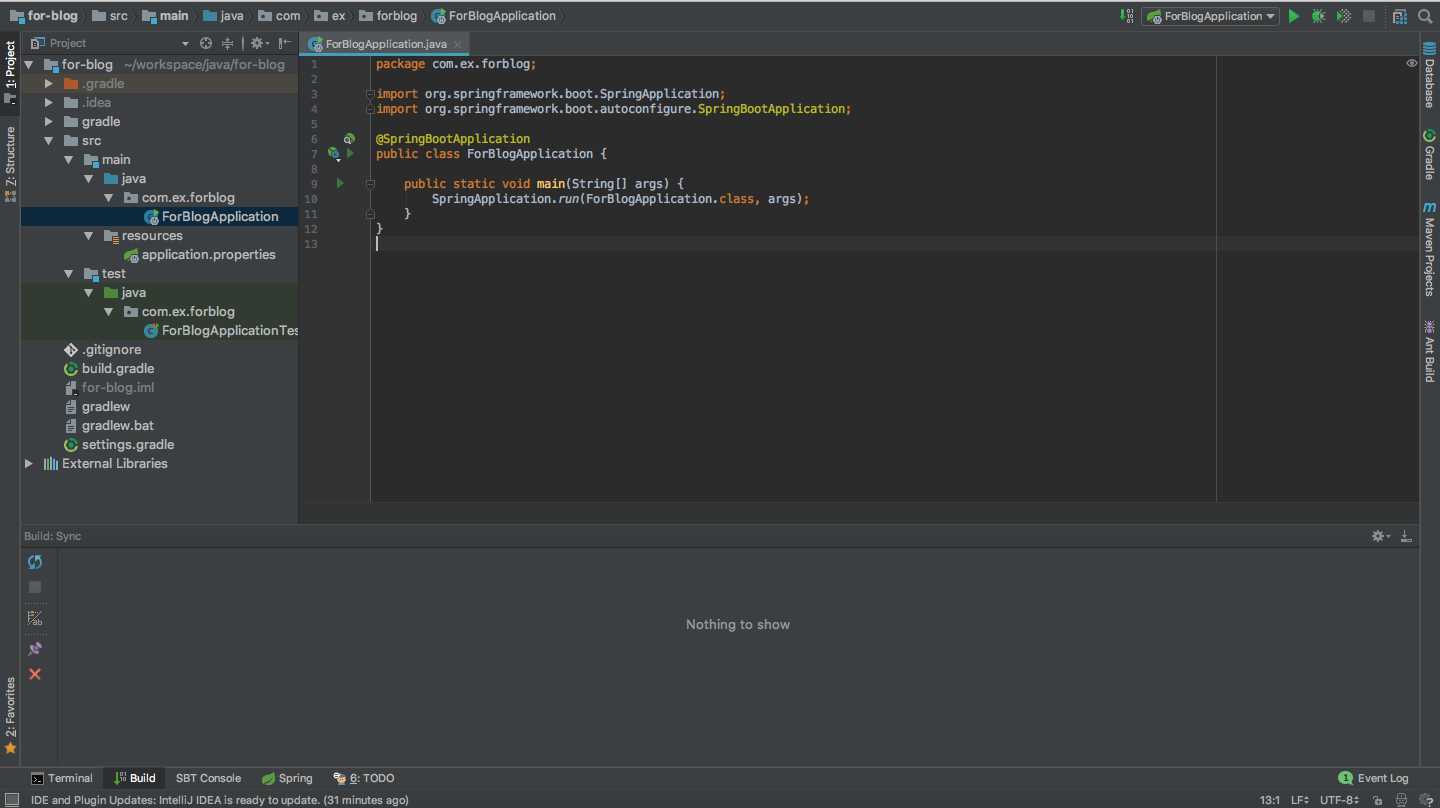 for-blog src main java com ex forblog ForBlogApplication
ForBlogApplication
1: Project
Project
for-blog ~/workspace/java/for-blog
.gradle
.idea
gradle
src
main
java
com.ex.forblog
ForBlogApplication
resources
application.properties
test
java
com.ex.forblog
ForBlogApplicationTes
.gitignore
build.gradle
for-blog.iml
gradlew
gradlew.bat
settings.gradle
External Libraries
Z: Structure
2: Favorites
ForBlogApplication.java
1 package com.ex.forblog;
2
3 import org.springframework.boot.SpringApplication;
4 import org.springframework.boot.autoconfigure.SpringBootApplication;
5
6 @SpringBootApplication
7 public class ForBlogApplication {
8
9 public static void main(String[] args) {
10 SpringApplication.run(ForBlogApplication.class, args);
11 }
12 }
13
Database
Gradle
m Maven Projects
Ant Build
Build: Sync
Nothing to show
Terminal Build SBT Console Spring 6: TODO
1 Event Log
IDE and Plugin Updates: IntelliJ IDEA is ready to update. (31 minutes ago)
13:1 LF UTF-8